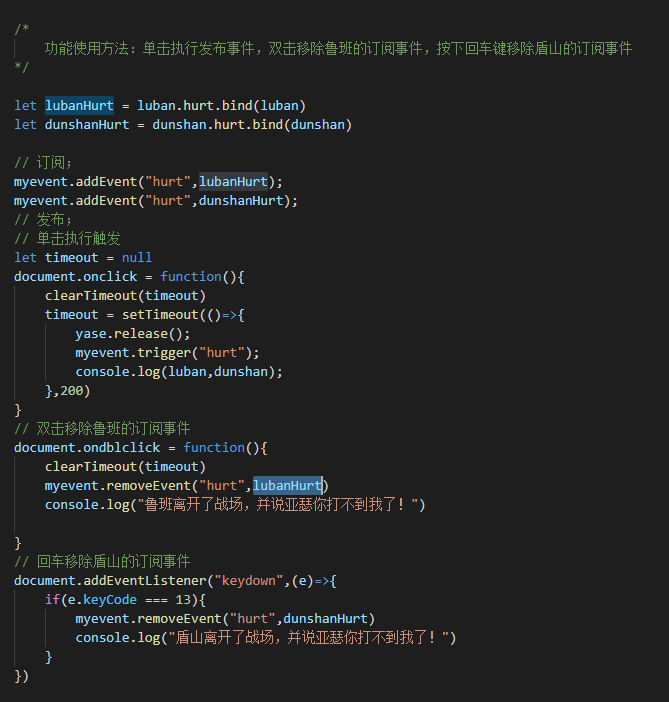 /*
功能使用方法：单击执行发布事件，双击移除鲁班的订阅事件，按下回车键移除盾山的订阅事件
*/
let lubanHurt = luban.hurt.bind(luban)
let dunshanHurt = dunshan.hurt.bind(dunshan)
// 订阅；
myevent.addEvent("hurt",lubanHurt);
myevent.addEvent("hurt",dunshanHurt);
// 发布；
// 单击执行触发
let timeout = null
document.onclick = function(){
clearTimeout(timeout)
timeout = setTimeout(()=>{
yase.release();
myevent.trigger("hurt");
console.log(luban,dunshan);
},200)
}
// 双击移除鲁班的订阅事件
document.ondblclick = function(){
clearTimeout(timeout)
myevent.removeEvent("hurt",lubanHurt)
console.log("鲁班离开了战场，并说亚瑟你打不到我了！")
}
// 回车移除盾山的订阅事件
document.addEventListener("keydown",(e)=>{
if(e.keyCode === 13){
myevent.removeEvent("hurt",dunshanHurt)
console.log("盾山离开了战场，并说亚瑟你打不到我了！")
}
})